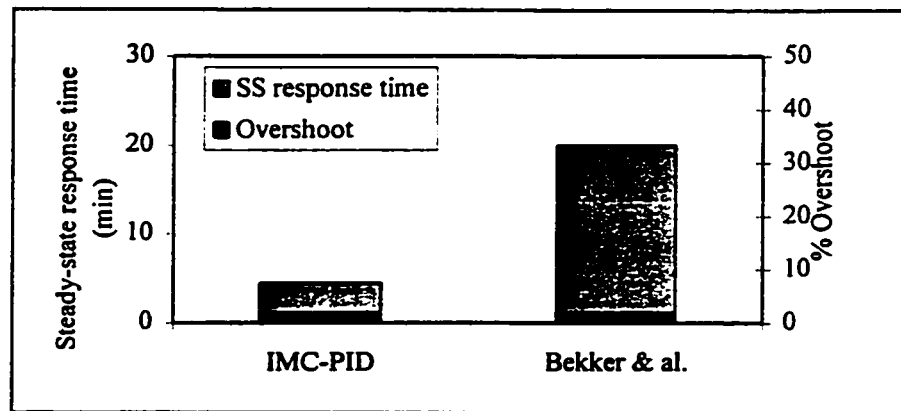 Steady-state response time
(min)
30
20
10
0
SS response time
Overshoot
50
40
30
20
10
0
% Overshoot
IMC-PID
Bekker & al.